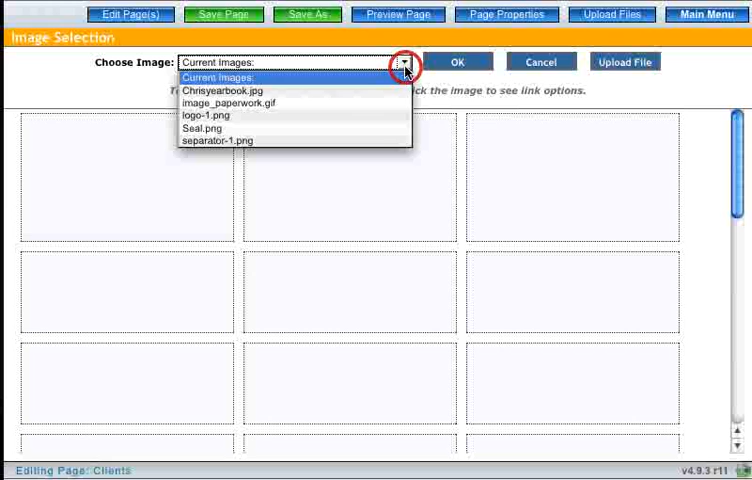 Edit Page(s) Save Page Save As Preview Page Page Properties Upload Files Main Menu
Image Selection
Choose Image: Current Images: OK Cancel Upload File
Current Images:
Chrisyearbook.jpg
ick the image to see link options.
image_paperwork.gif
logo-1.png
Seal.png
separator-1.png
Editing Page: Clients v4.9.3 r11